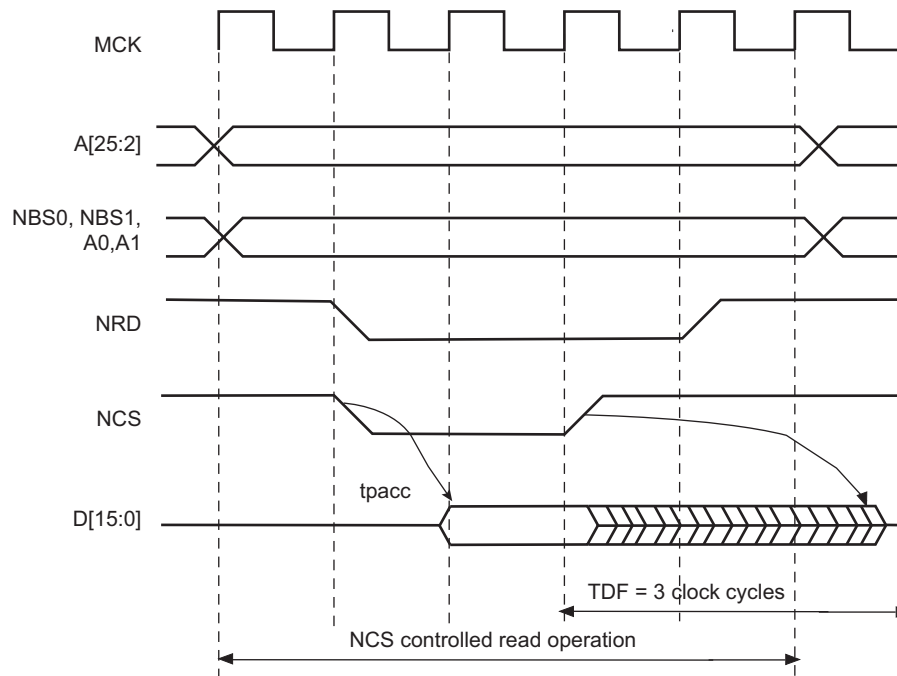 MCK
A[25:2]
NBS0, NBS1,
A0,A1
NRD
NCS
tpacc
D[15:0]
TDF = 3 clock cycles
NCS controlled read operation